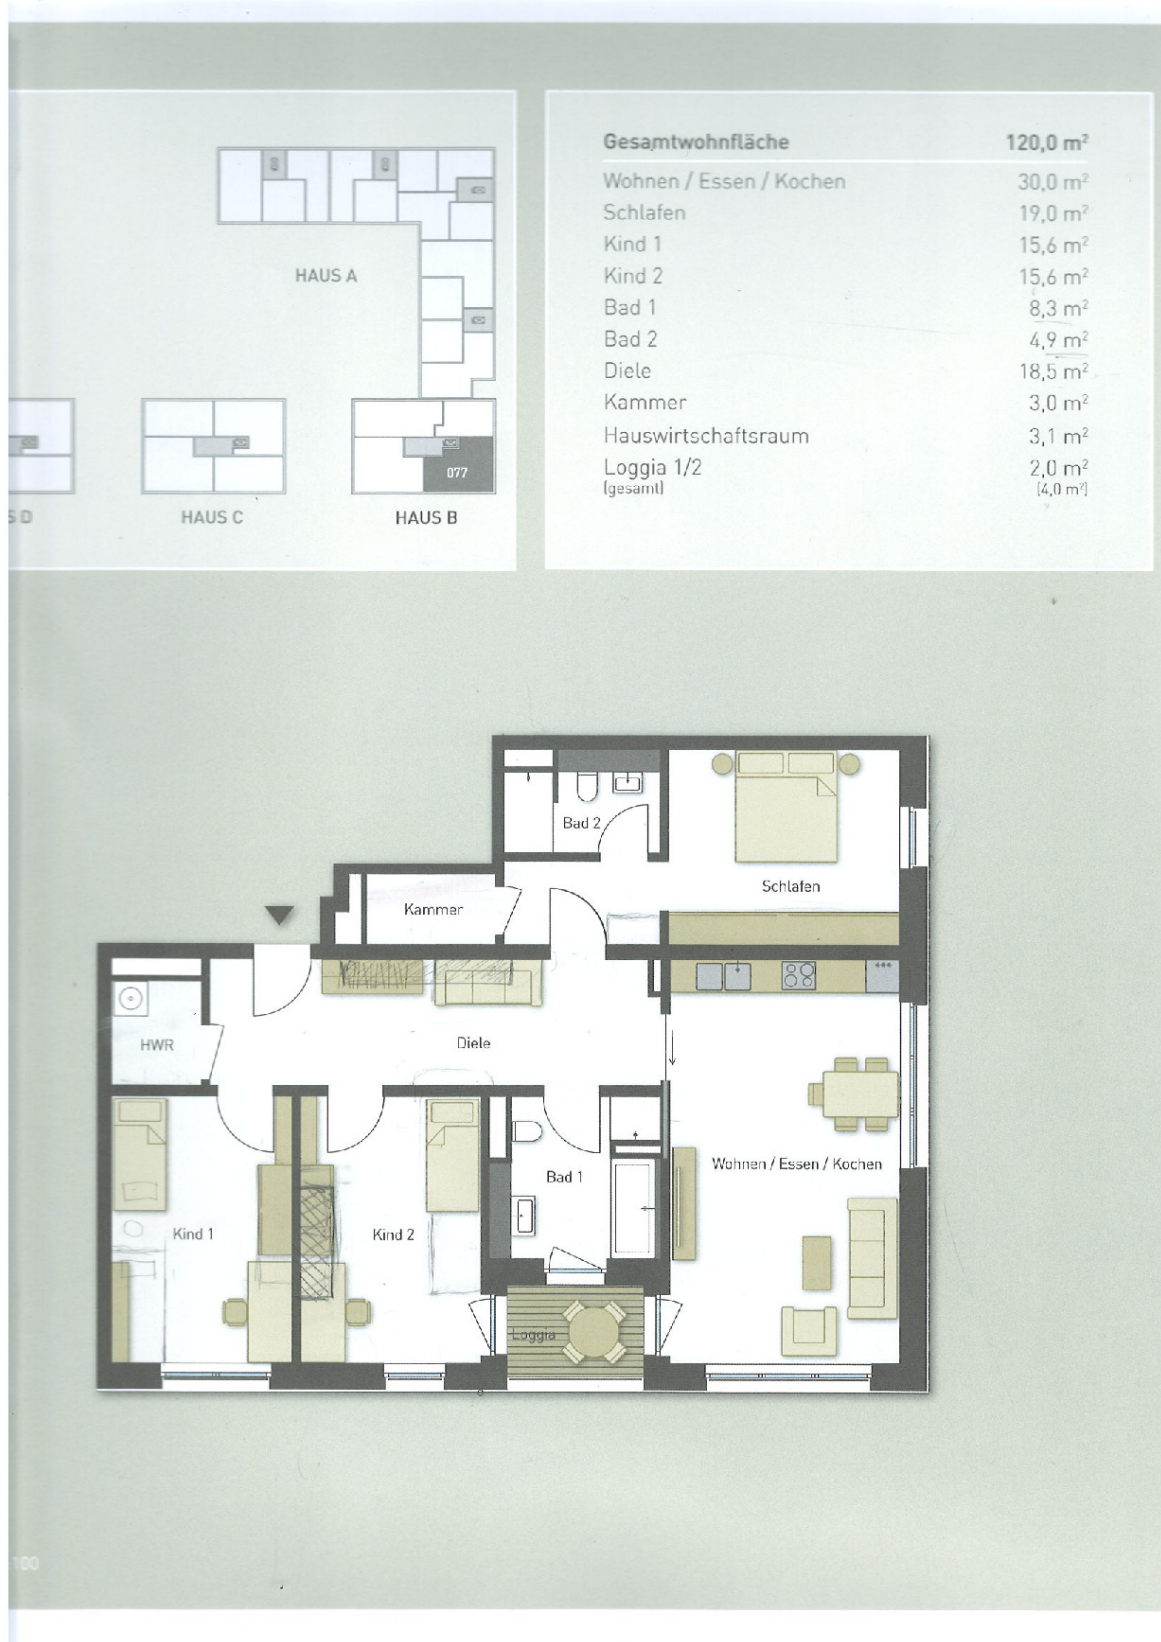 HAUS A
077
S D
HAUS C
HAUS B
Gesamtwohnfläche 120,0 m²
Wohnen / Essen / Kochen 30,0 m²
Schlafen 19,0 m²
Kind 1 15,6 m²
Kind 2 15,6 m²
Bad 1 8,3 m²
Bad 2 4,9 m²
Diele 18,5 m²
Kammer 3,0 m²
Hauswirtschaftsraum 3,1 m²
Loggia 1/2 2,0 m²
(gesamt) [4,0 m²]
Bad 2
Schlafen
Kammer
HWR
Diele
Wohnen / Essen / Kochen
Bad 1
Kind 1
Kind 2
Loggia
:100